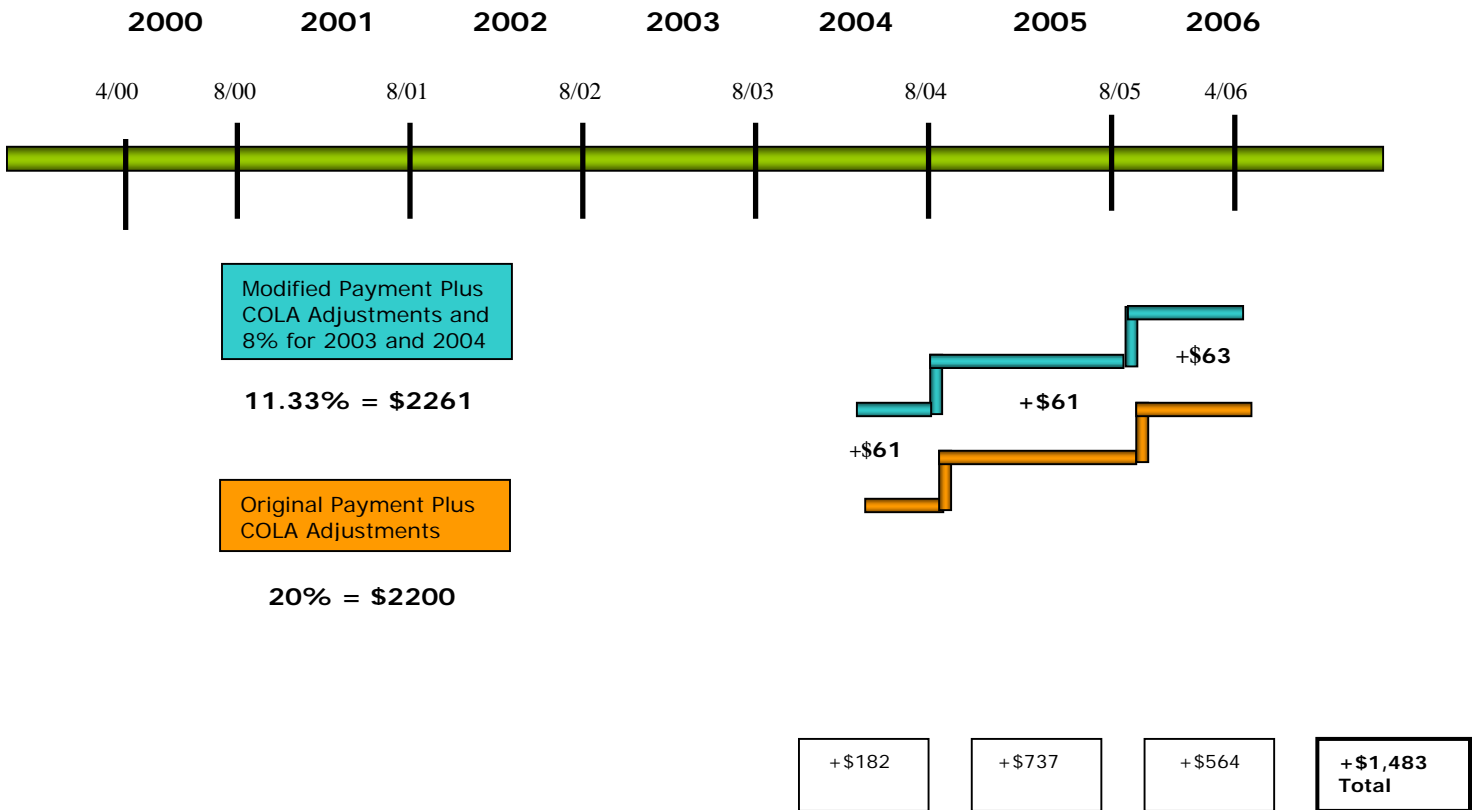 2000 2001 2002 2003 2004 2005 2006
4/00 8/00 8/01 8/02 8/03 8/04 8/05 4/06
Modified Payment Plus
COLA Adjustments and
8% for 2003 and 2004
11.33% = $2261
+$63
+$61
+$61
Original Payment Plus
COLA Adjustments
20% = $2200
+$182
+$737
+$564
+$1,483
Total